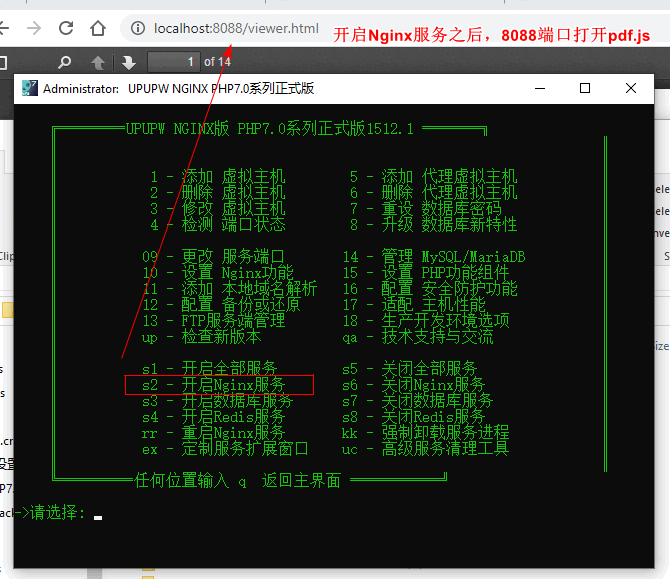 localhost:8088/viewer.html
开启Nginx服务之后，8088端口打开pdf.js
1 of 14
Administrator: UPUPW NGINX PHP7.0系列正式版
UPUPW NGINX版 PHP7.0系列正式版1512.1
1 - 添加 虚拟主机 5 - 添加 代理虚拟主机
2 - 删除 虚拟主机 6 - 删除 代理虚拟主机
3 - 修改 虚拟主机 7 - 重设 数据库密码
4 - 检测 端口状态 8 - 升级 数据库新特性
09 - 更改 服务端口 14 - 管理 MySQL/MariaDB
10 - 设置 Nginx功能 15 - 设置 PHP功能组件
11 - 添加 本地域名解析 16 - 配置 安全防护功能
12 - 配置 备份或还原 17 - 适配 主机性能
13 - FTP服务端管理 18 - 生产开发环境选项
up - 检查新版本 qa - 技术支持与交流
s1 - 开启全部服务 s5 - 关闭全部服务
s2 - 开启Nginx服务 s6 - 关闭Nginx服务
s3 - 开启数据库服务 s7 - 关闭数据库服务
s4 - 开启Redis服务 s8 - 关闭Redis服务
rr - 重启Nginx服务 kk - 强制卸载服务进程
ex - 定制服务扩展窗口 uc - 高级服务清理工具
任何位置输入 q 返回主界面
->请选择: